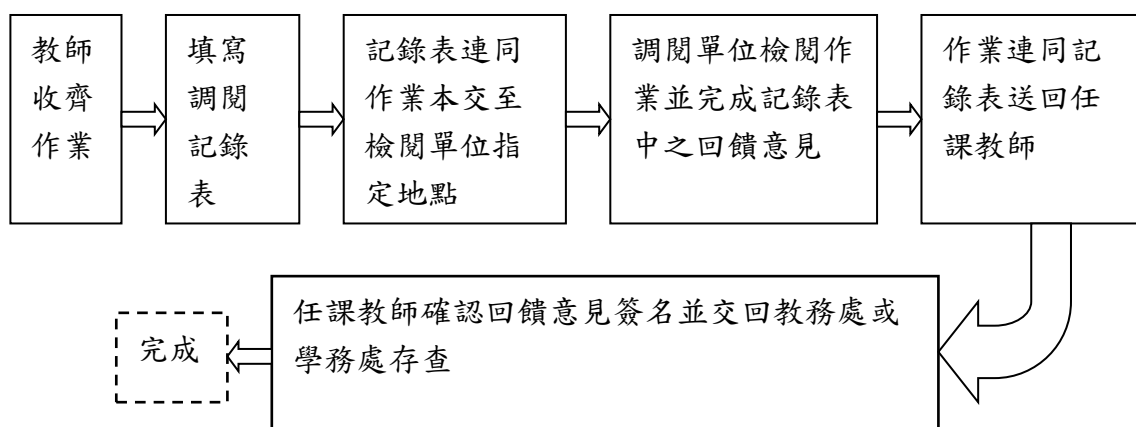 教師
收齊
作業
填寫
調閱
記錄
表
記錄表連同
作業本交至
檢閱單位指
定地點
調閱單位檢閱作
業並完成記錄表
中之回饋意見
作業連同記
錄表送回任
課教師
任課教師確認回饋意見簽名並交回教務處或
學務處存查
完成